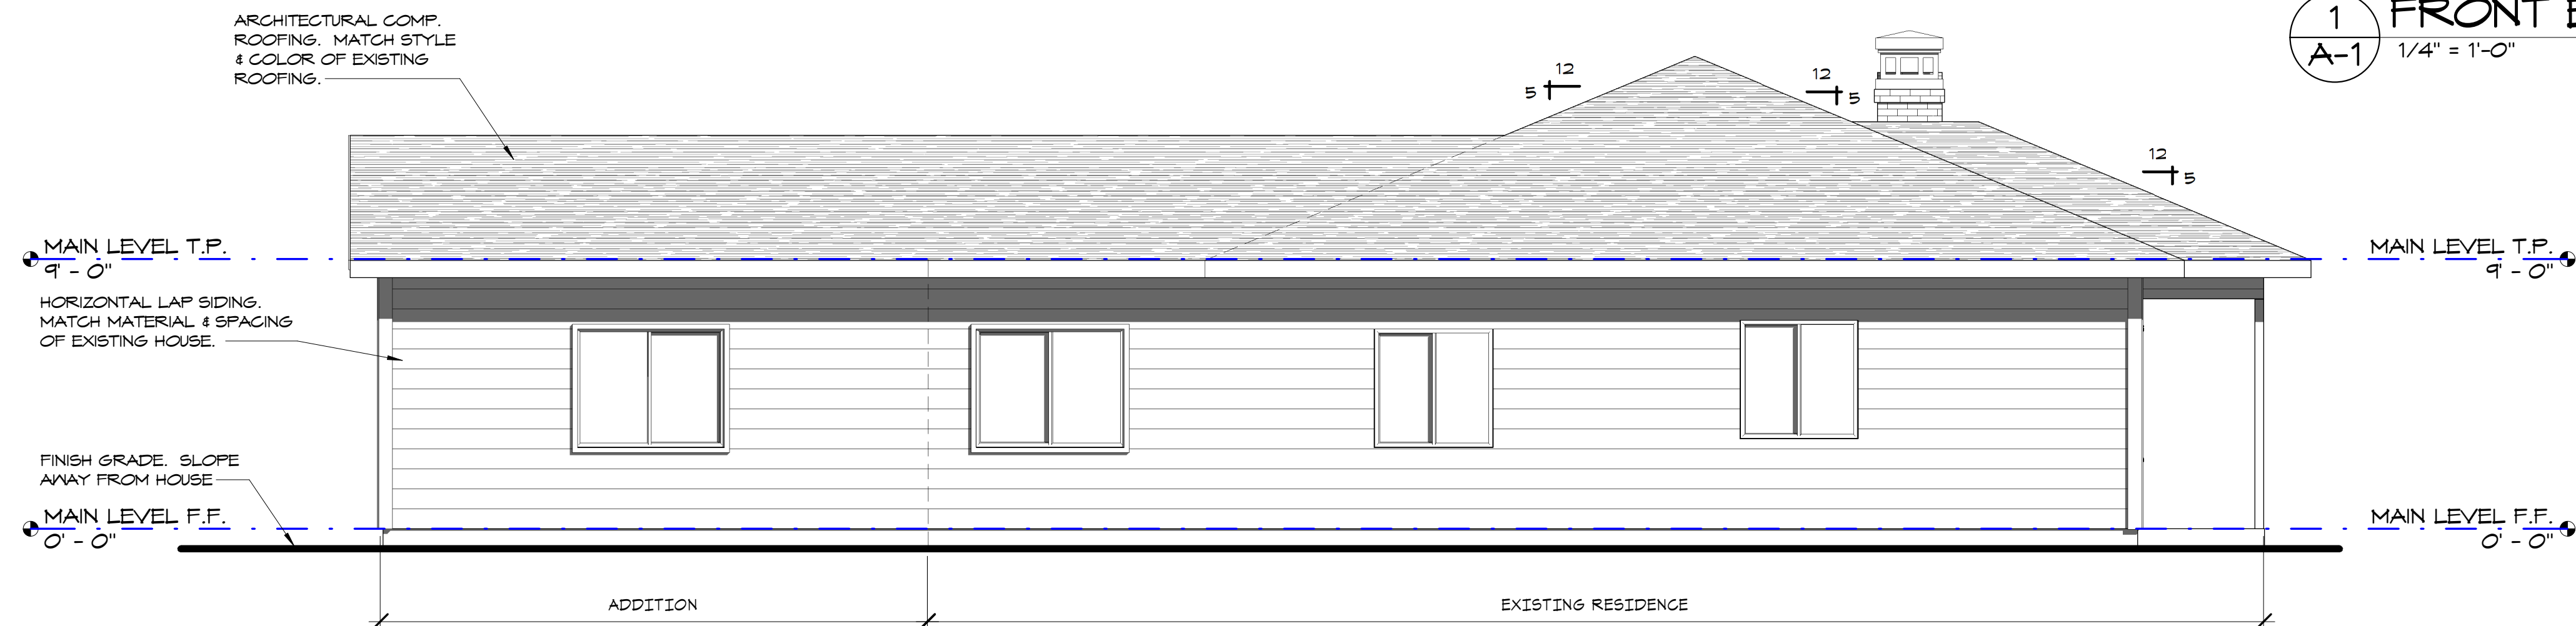 ARCHITECTURAL COMP.
ROOFING. MATCH STYLE
& COLOR OF EXISTING
ROOFING.
1
A-1
FRONT
1/4" = 1'-0"
12
5
12
5
12
5
MAIN LEVEL T.P.
9' - 0"
MAIN LEVEL T.P.
9' - 0"
HORIZONTAL LAP SIDING.
MATCH MATERIAL & SPACING
OF EXISTING HOUSE.
FINISH GRADE. SLOPE
AWAY FROM HOUSE
MAIN LEVEL F.F.
0' - 0"
MAIN LEVEL F.F.
0' - 0"
ADDITION
EXISTING RESIDENCE